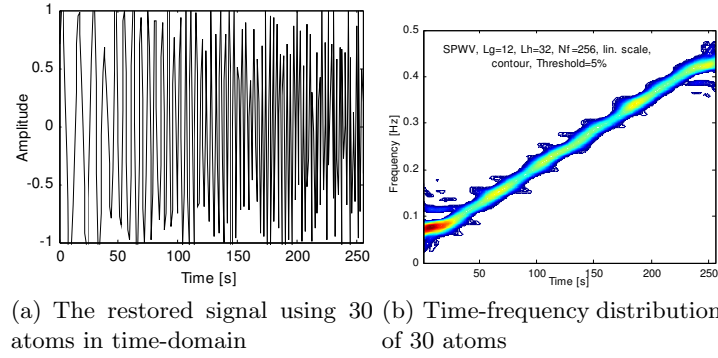 1
0.5
0
-0.5
-1
Amplitude
0 50 100 150 200 250
Time [s]
0.5
0.4
0.3
0.2
0.1
0
Frequency [Hz]
SPWV, Lg=12, Lh=32, Nf=256, lin. scale,
contour, Threshold=5%
50 100 150 200 250
Time [s]
(a) The restored signal using 30
atoms in time-domain
(b) Time-frequency distribution
of 30 atoms